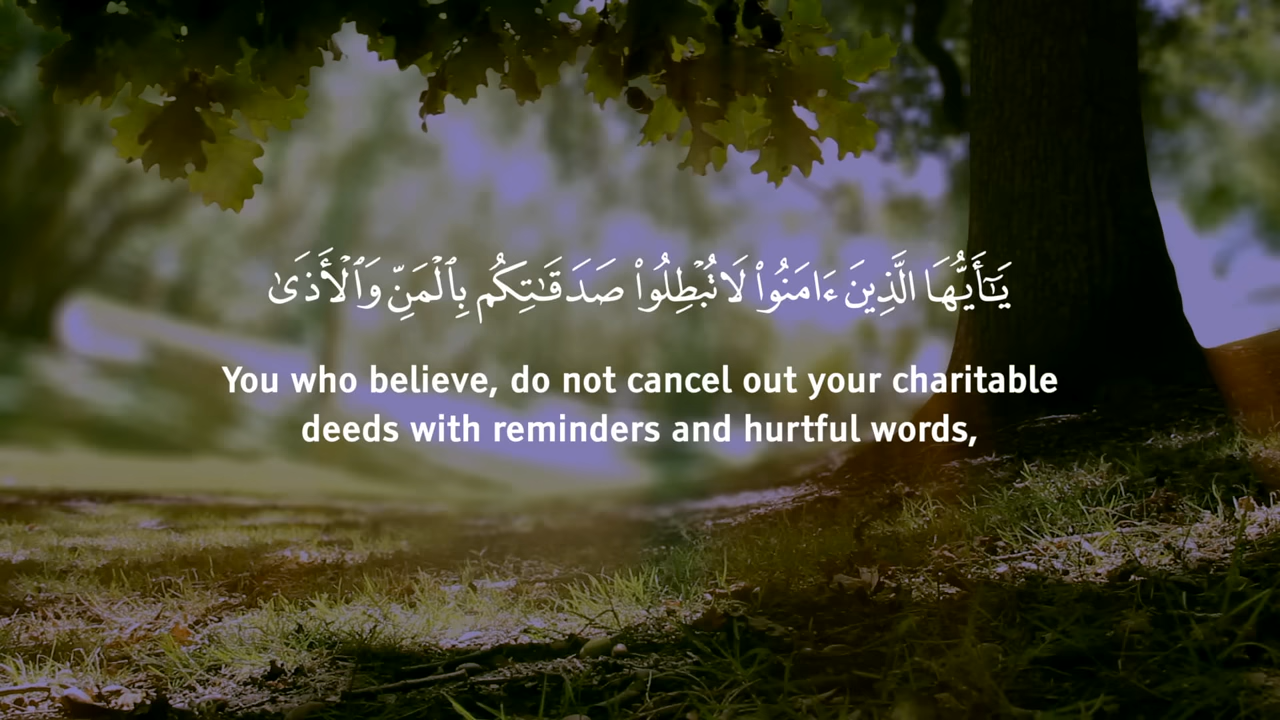 يَـٰٓأَيُّهَا الَّذِينَ ءَامَنُوا۟ لَا تُبْطِلُوا۟ صَدَقَـٰتِكُم بِٱلْمَنِّ وَٱلْأَذَىٰ
You who believe, do not cancel out your charitable
deeds with reminders and hurtful words,